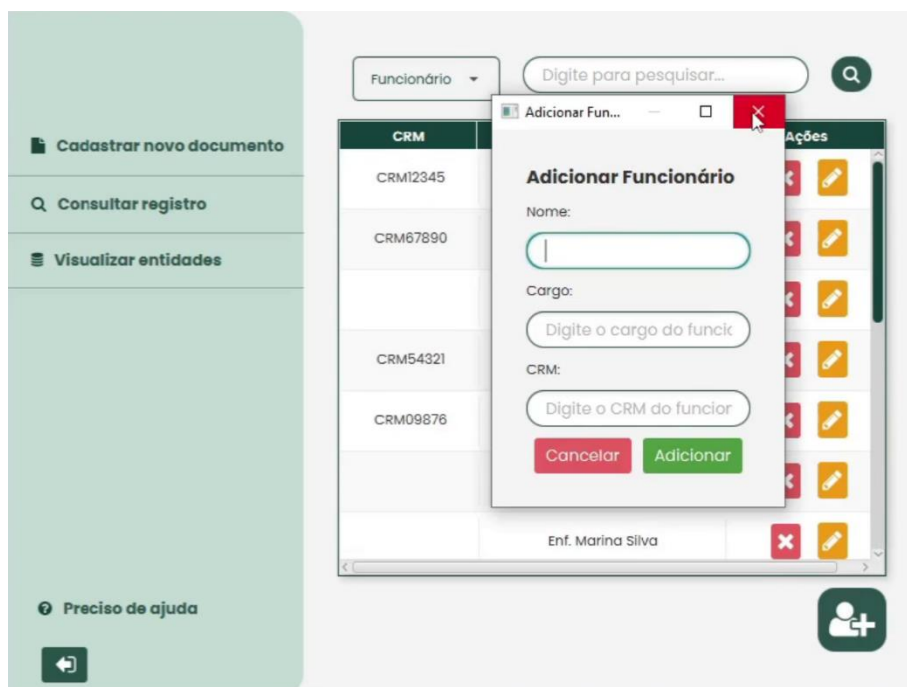 Funcionário
Digite para pesquisar...
Adicionar Fun...
Cadastrar novo documento
Consultar registro
Visualizar entidades
CRM
Ações
CRM12345
CRM67890
CRM54321
CRM09876
Enf. Marina Silva
Adicionar Funcionário
Nome:
Cargo:
Digite o cargo do funcic
CRM:
Digite o CRM do funcior
Cancelar
Adicionar
Preciso de ajuda